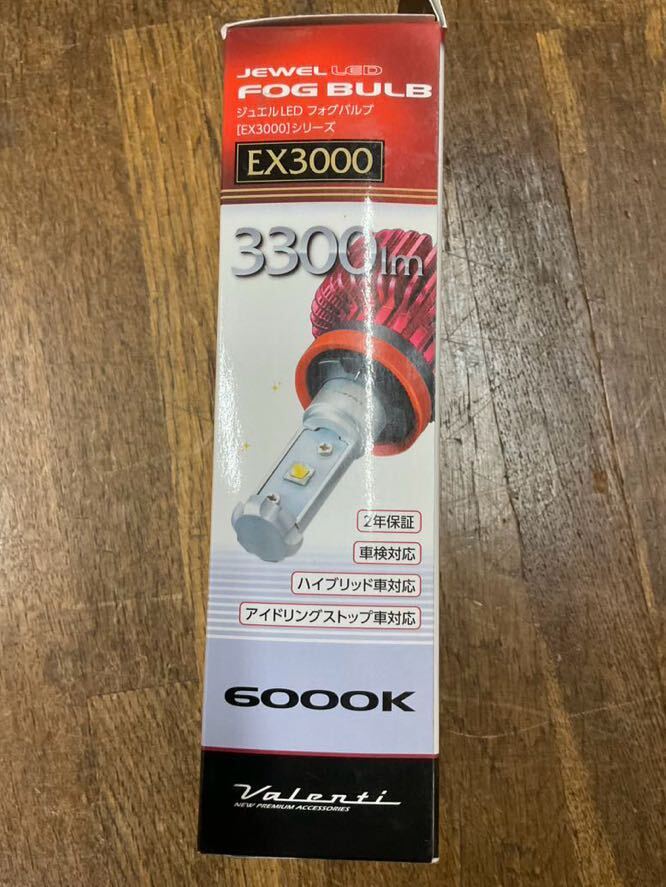 JEWEL LED
FOG BULB
ジュエルLED フォグバルブ
[EX3000]シリーズ
EX3000
3300lm
2年保証
車検対応
ハイブリッド車対応
アイドリングストップ車対応
6000K
Valenti
NEW PREMIUM ACCESSORIES